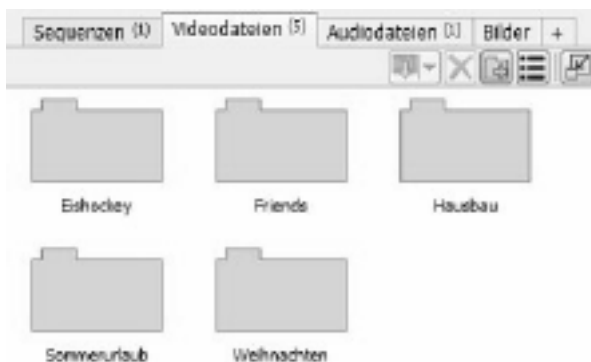 Sequenzen (1) Videodateien (5) Audiodateien (1) Bilder +
Eishockey Friends Hausbau
Sommerurlaub Weihnachten